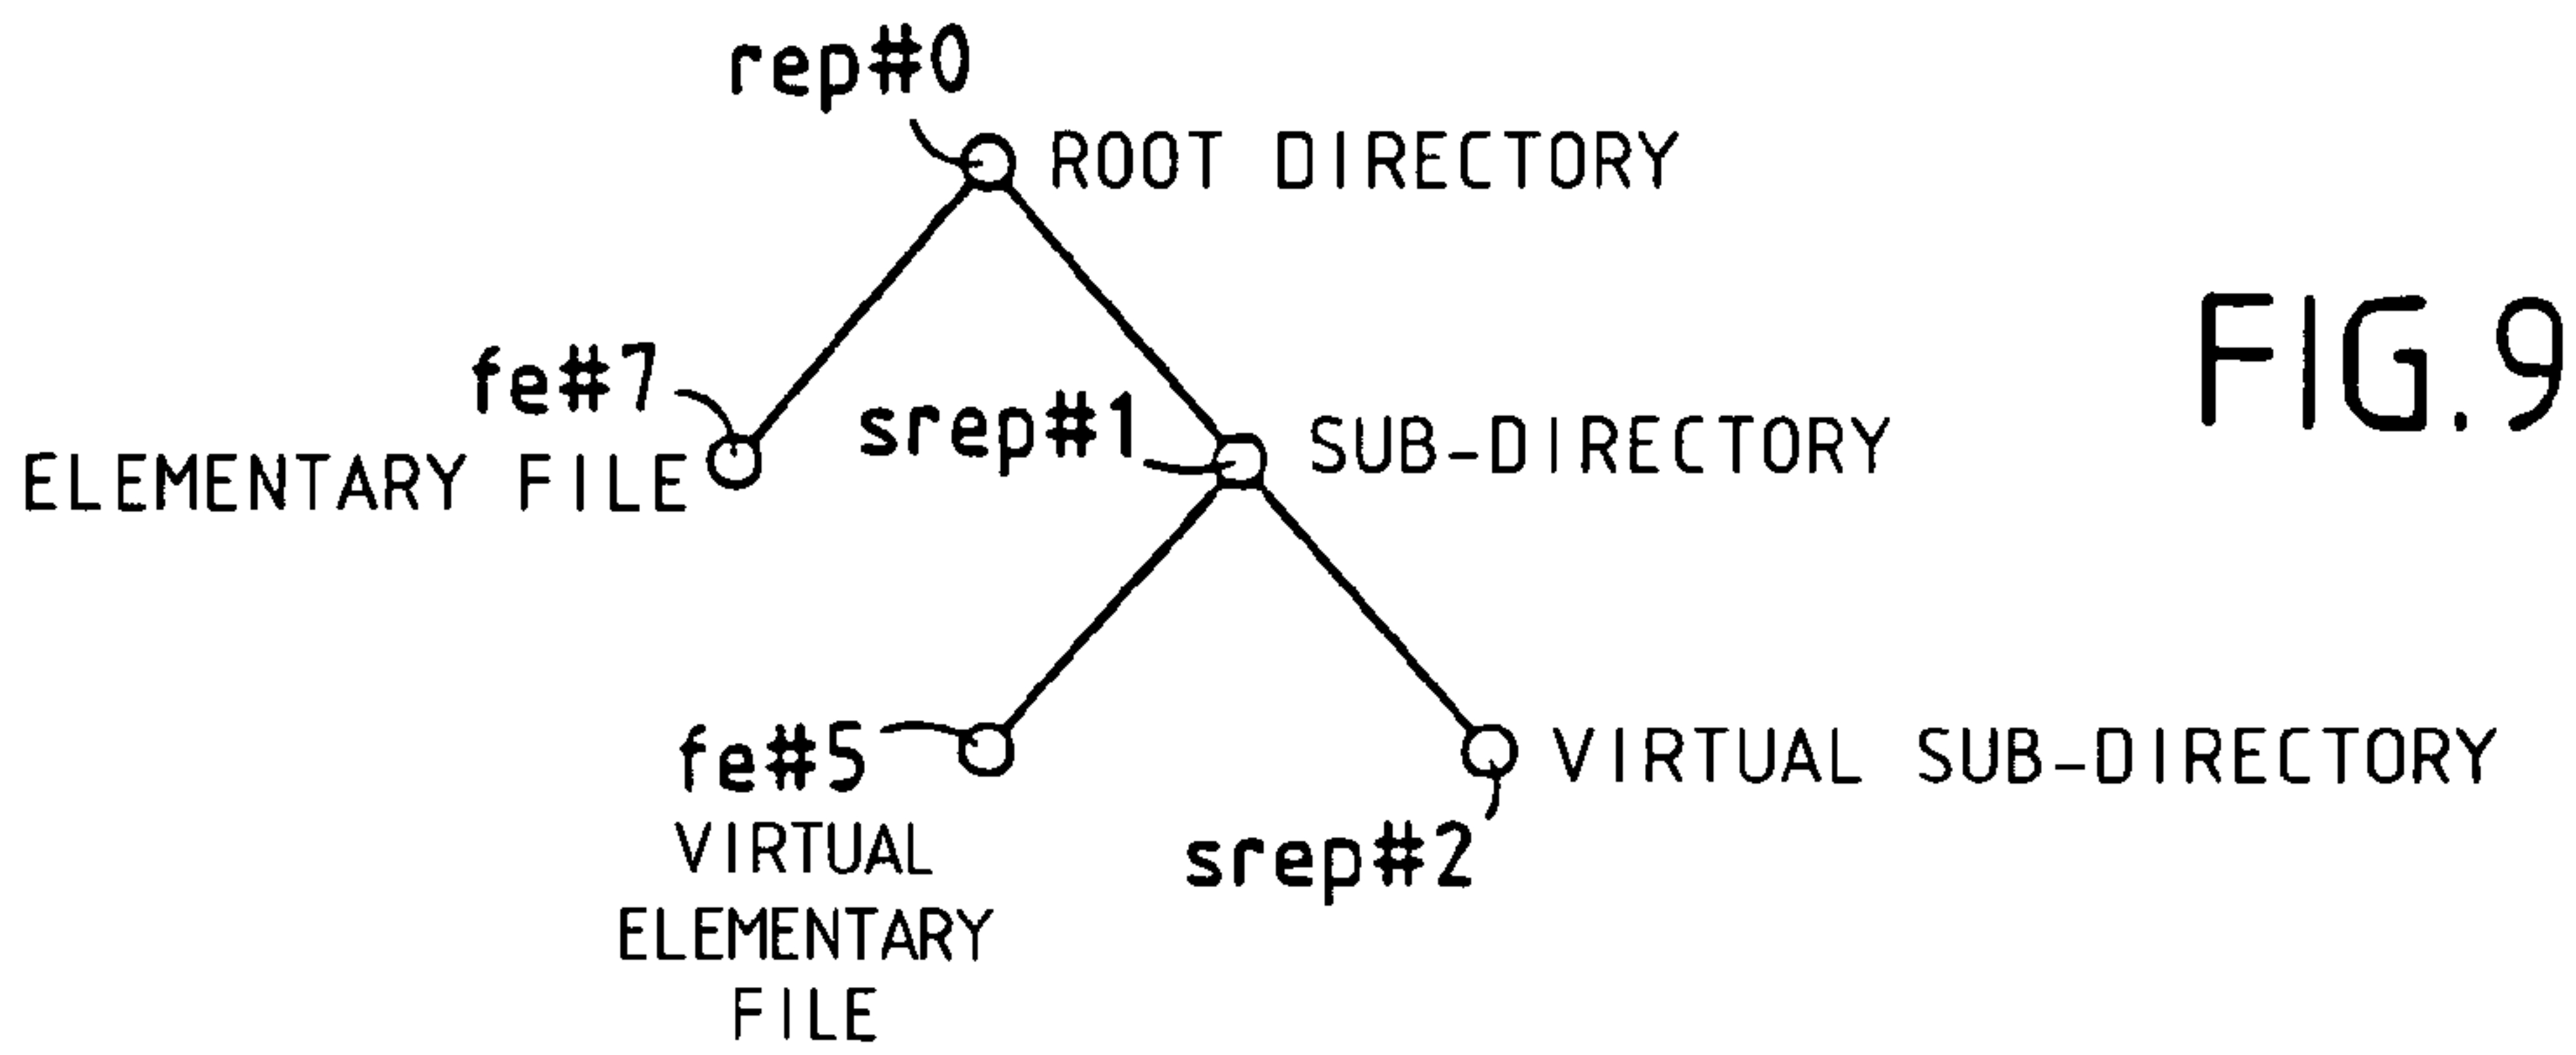 rep#0
ROOT DIRECTORY
FIG.9
fe#7
ELEMENTARY FILE
srep#1
SUB-DIRECTORY
fe#5
VIRTUAL
ELEMENTARY
FILE
VIRTUAL SUB-DIRECTORY
srep#2